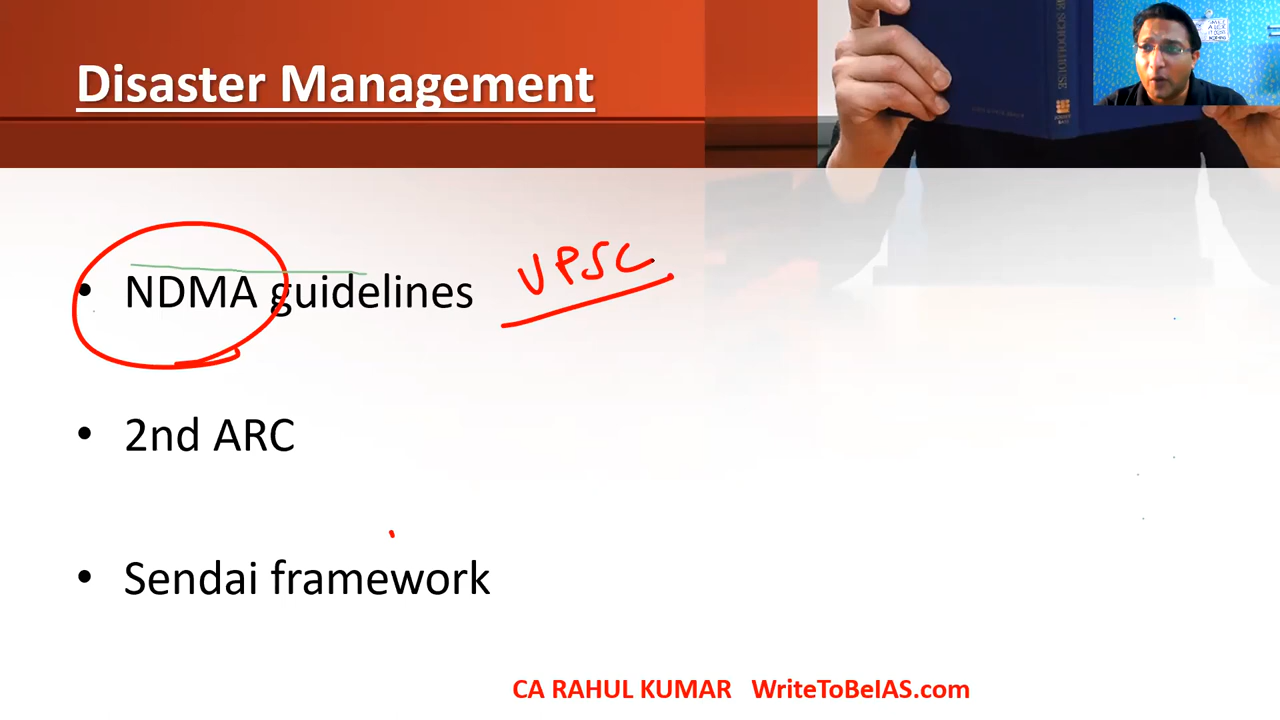 Disaster Management
• NDMA guidelines
UPSC
• 2nd ARC
• Sendai framework
CA RAHUL KUMAR WriteToBeIAS.com